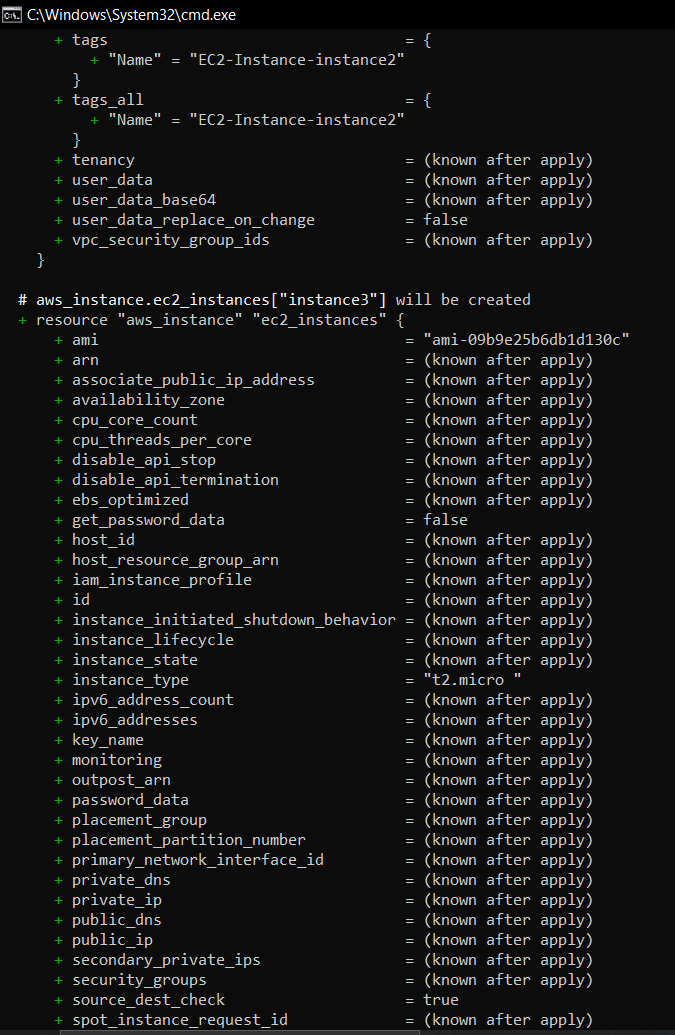 C:\Windows\System32\cmd.exe
+ tags = {
+ "Name" = "EC2-Instance-instance2"
}
+ tags_all = {
+ "Name" = "EC2-Instance-instance2"
}
+ tenancy = (known after apply)
+ user_data = (known after apply)
+ user_data_base64 = (known after apply)
+ user_data_replace_on_change = false
+ vpc_security_group_ids = (known after apply)
}
# aws_instance.ec2_instances["instance3"] will be created
+ resource "aws_instance" "ec2_instances" {
+ ami = "ami-09b9e25b6db1d130c"
+ arn = (known after apply)
+ associate_public_ip_address = (known after apply)
+ availability_zone = (known after apply)
+ cpu_core_count = (known after apply)
+ cpu_threads_per_core = (known after apply)
+ disable_api_stop = (known after apply)
+ disable_api_termination = (known after apply)
+ ebs_optimized = (known after apply)
+ get_password_data = false
+ host_id = (known after apply)
+ host_resource_group_arn = (known after apply)
+ iam_instance_profile = (known after apply)
+ id = (known after apply)
+ instance_initiated_shutdown_behavior = (known after apply)
+ instance_lifecycle = (known after apply)
+ instance_state = (known after apply)
+ instance_type = "t2.micro "
+ ipv6_address_count = (known after apply)
+ ipv6_addresses = (known after apply)
+ key_name = (known after apply)
+ monitoring = (known after apply)
+ outpost_arn = (known after apply)
+ password_data = (known after apply)
+ placement_group = (known after apply)
+ placement_partition_number = (known after apply)
+ primary_network_interface_id = (known after apply)
+ private_dns = (known after apply)
+ private_ip = (known after apply)
+ public_dns = (known after apply)
+ public_ip = (known after apply)
+ secondary_private_ips = (known after apply)
+ security_groups = (known after apply)
+ source_dest_check = true
+ spot_instance_request_id = (known after apply)